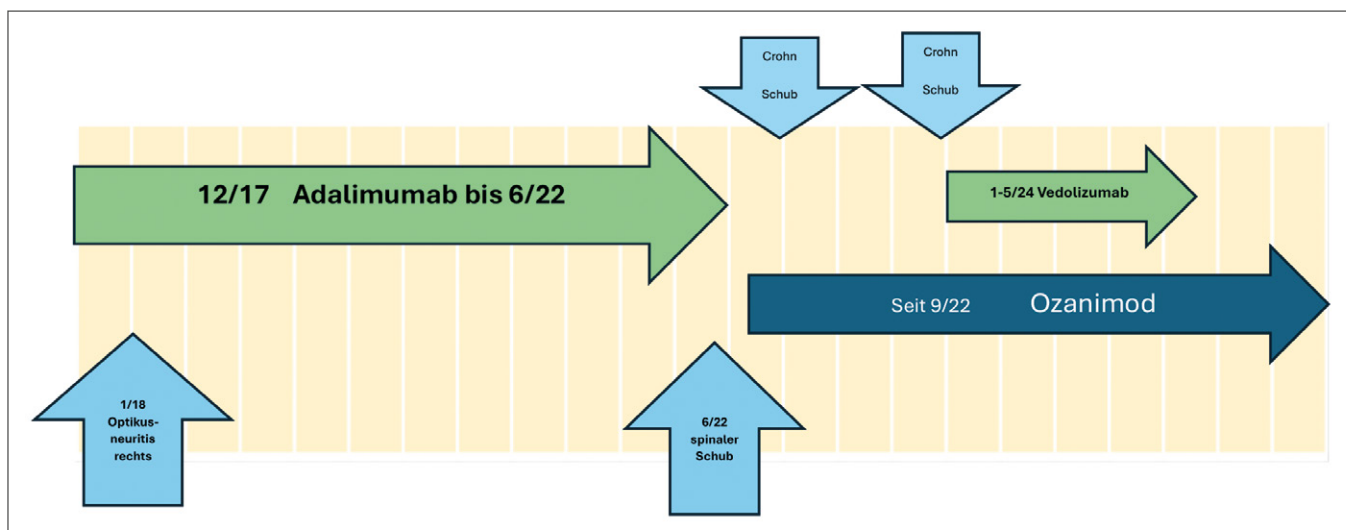 Crohn
Schub
Crohn
Schub
12/17 Adalimumab bis 6/22
1-5/24 Vedolizumab
Seit 9/22 Ozanimod
1/18
Optikus-
neuritis
rechts
6/22
spinaler
Schub